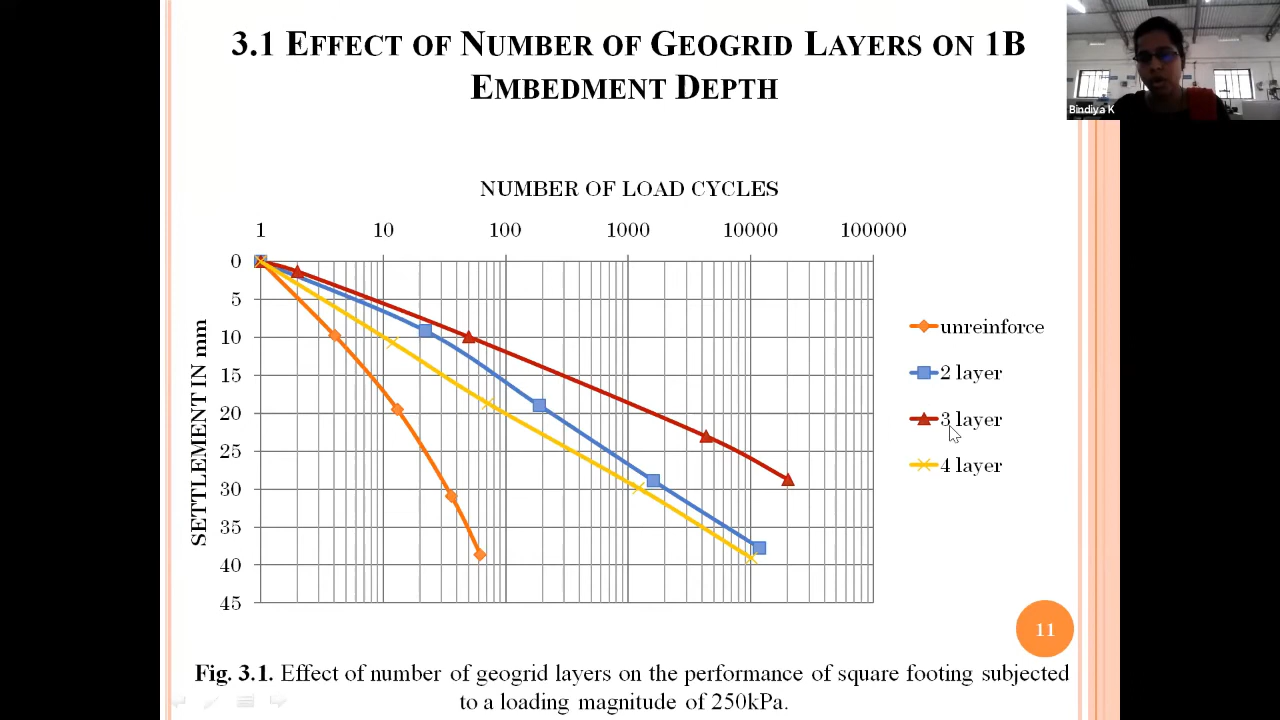 3.1 EFFECT OF NUMBER OF GEOGRID LAYERS ON 1B
EMBEDMENT DEPTH
Bindiya K
NUMBER OF LOAD CYCLES
1 10 100 1000 10000 100000
0
5
10
15
20
25
30
35
40
45
SETTLEMENT IN mm
unreinforce
2 layer
3 layer
4 layer
11
Fig. 3.1. Effect of number of geogrid layers on the performance of square footing subjected
to a loading magnitude of 250kPa.